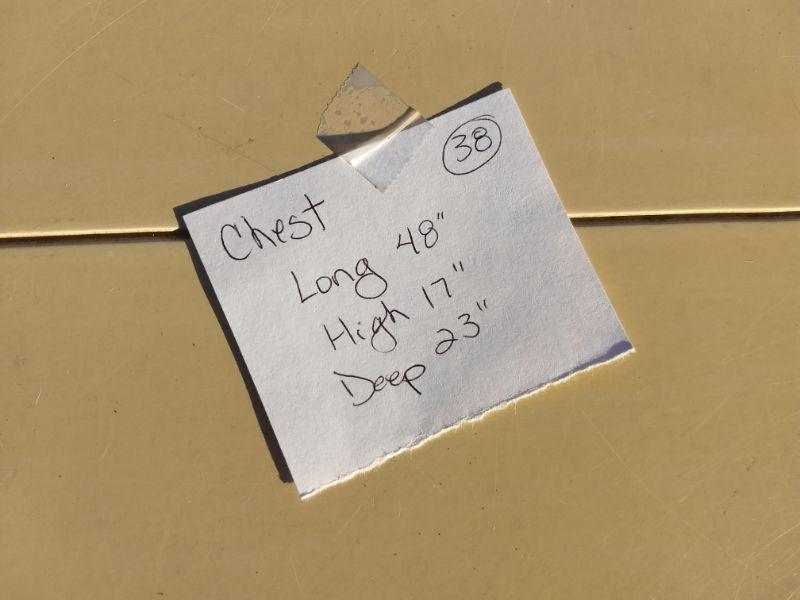 38
Chest
Long 48"
High 17"
Deep 23"